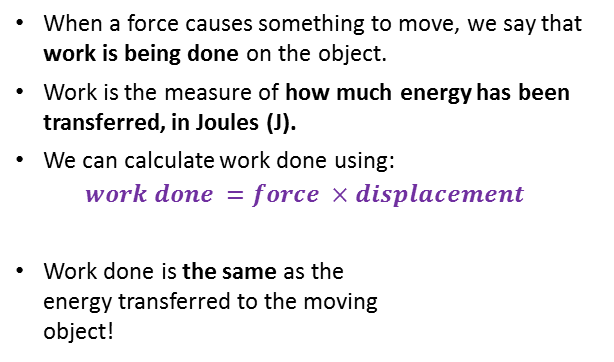 • When a force causes something to move, we say that
work is being done on the object.
• Work is the measure of how much energy has been
transferred, in Joules (J).
• We can calculate work done using:
work done = force × displacement
• Work done is the same as the
energy transferred to the moving
object!